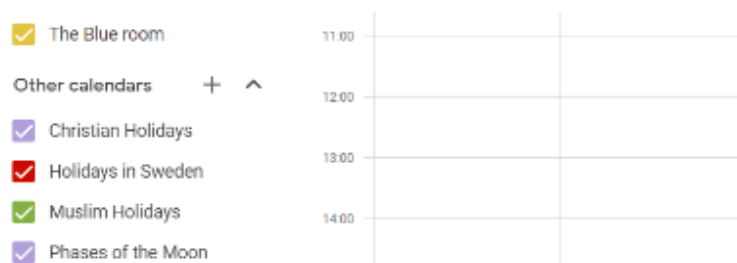 The Blue room
Other calendars
Christian Holidays
Holidays in Sweden
Muslim Holidays
Phases of the Moon
11:00
12:00
13:00
14:00